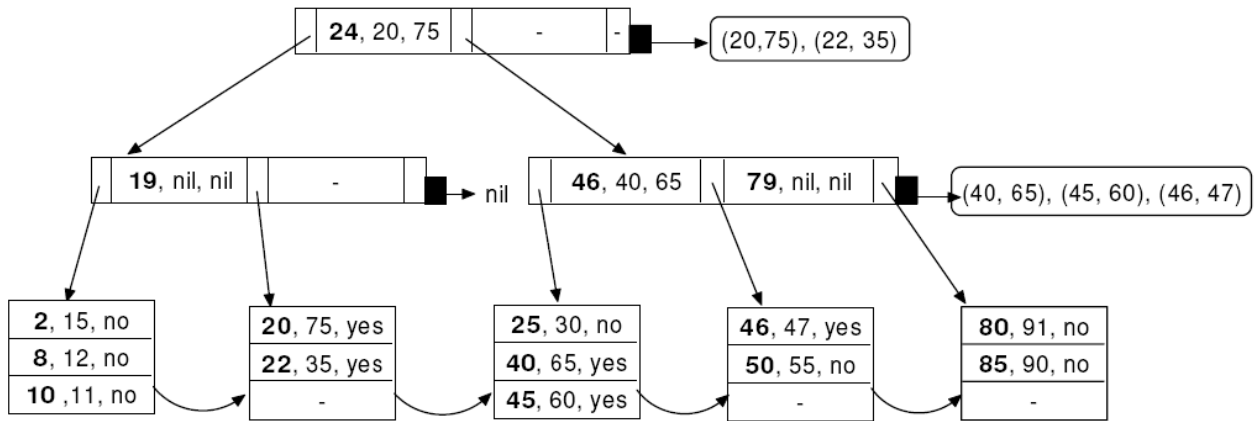 24, 20, 75
-
-
(20,75), (22, 35)
19, nil, nil
-
nil
46, 40, 65
79, nil, nil
(40, 65), (45, 60), (46, 47)
2, 15, no
8, 12, no
10 ,11, no
20, 75, yes
22, 35, yes
-
25, 30, no
40, 65, yes
45, 60, yes
46, 47, yes
50, 55, no
-
80, 91, no
85, 90, no
-